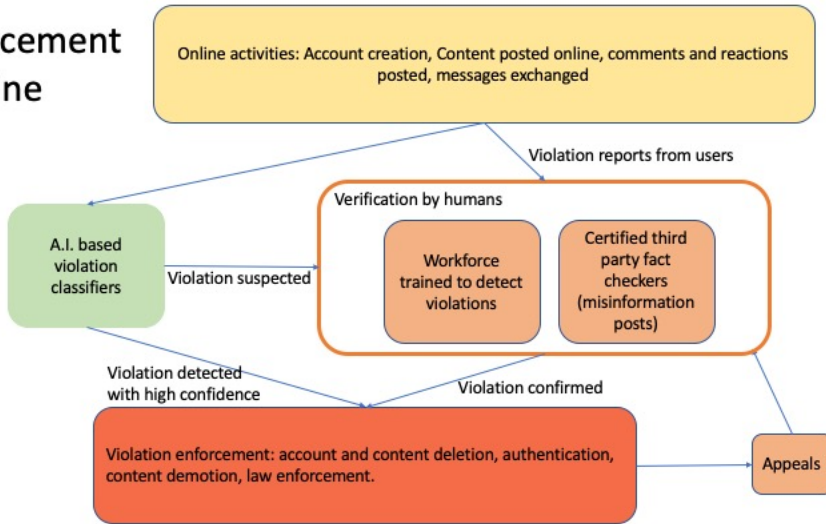 cement
ne
Online activities: Account creation, Content posted online, comments and reactions
posted, messages exchanged
Violation reports from users
Verification by humans
A.I. based
violation
classifiers
Violation suspected
Workforce
trained to detect
violations
Certified third
party fact
checkers
(misinformation
posts)
Violation detected
with high confidence
Violation confirmed
Violation enforcement: account and content deletion, authentication,
content demotion, law enforcement.
Appeals